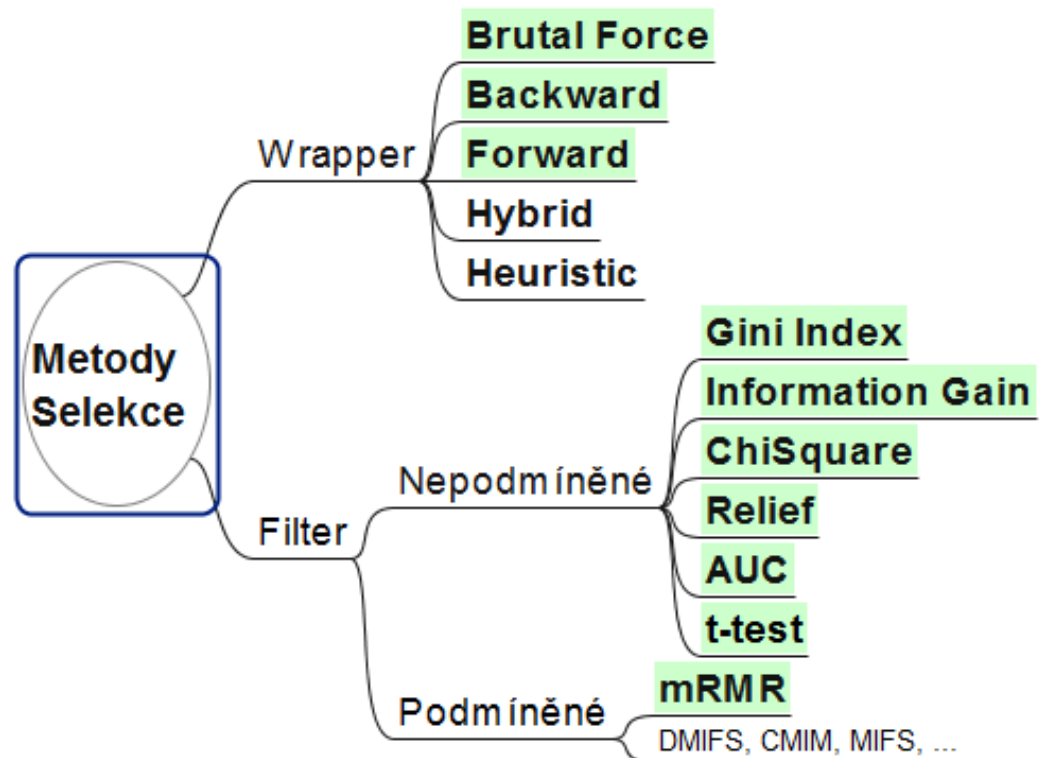 Metody
Selekce
Wrapper
Brutal Force
Backward
Forward
Hybrid
Heuristic
Filter
Nepodmíněné
Gini Index
Information Gain
ChiSquare
Relief
AUC
t-test
Podmíněné
mRMR
DMIFS, CMIM, MIFS, ...